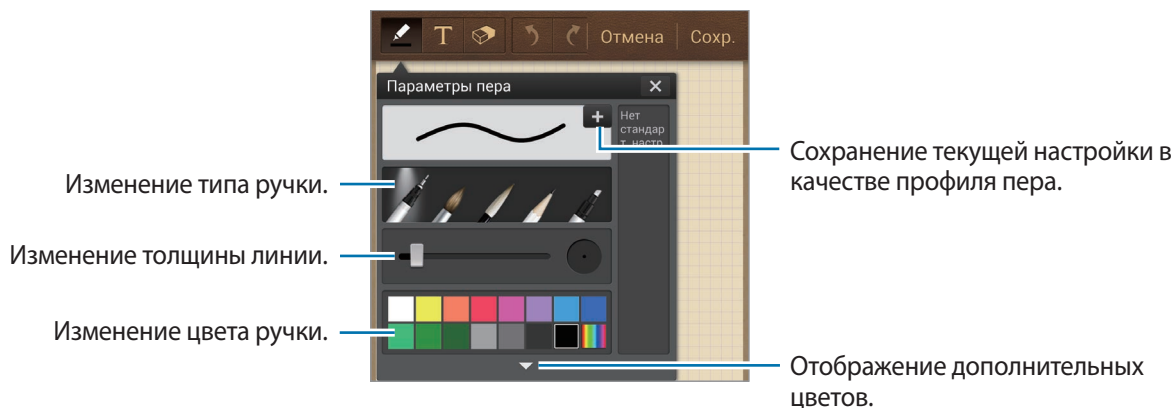 T
Отмена
Сохр.
Параметры пера
Нет
стандар
т. настр.
Сохранение текущей настройки в
качестве профиля пера.
Изменение типа ручки.
Изменение толщины линии.
Изменение цвета ручки.
Отображение дополнительных
цветов.